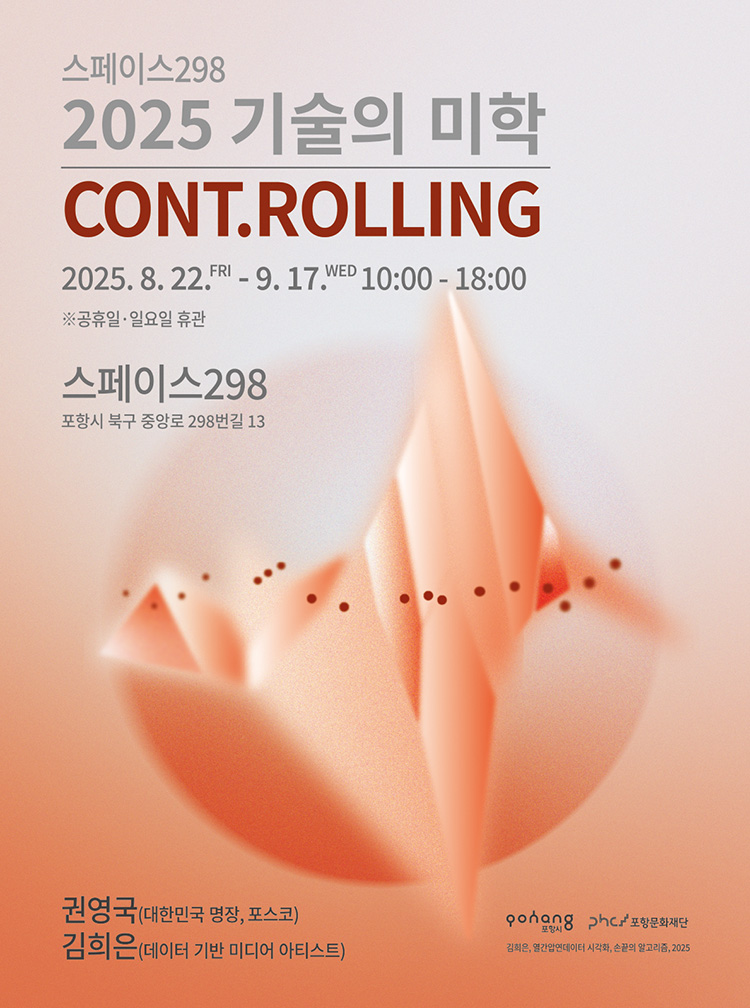 스페이스298
2025 기술의 미학
CONT.ROLLING
2025. 8. 22.FRI - 9. 17.WED 10:00 - 18:00
※공휴일·일요일 휴관
스페이스298
포항시 북구 중앙로 298번길 13
권영국(대한민국 명장, 포스코)
김희은(데이터 기반 미디어 아티스트)
pohang
포항시
phcf 포항문화재단
김희은, 열간압연데이터 시각화, 손끝의 알고리즘, 2025